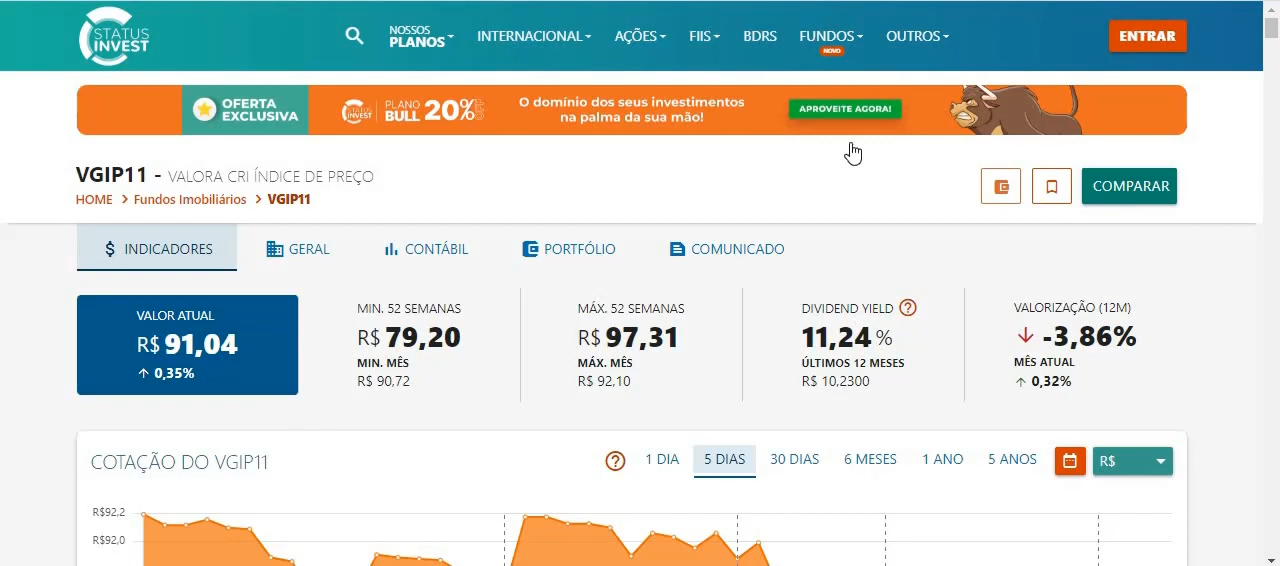 STATUS
INVEST
NOSSOS
PLANOS
INTERNACIONAL
AÇÕES
FIIS
BDRS
FUNDOS
NOVO
OUTROS
ENTRAR
OFERTA
EXCLUSIVA
STATUS
INVEST
PLANO
BULL 20% OFF
O domínio dos seus investimentos
na palma da sua mão!
APROVEITE AGORA!
VGIP11 - VALORA CRI ÍNDICE DE PREÇO
HOME > Fundos Imobiliários > VGIP11
COMPARAR
$ INDICADORES
GERAL
CONTÁBIL
PORTFÓLIO
COMUNICADO
VALOR ATUAL
R$ 91,04
↑ 0,35%
MIN. 52 SEMANAS
R$ 79,20
MIN. MÊS
R$ 90,72
MÁX. 52 SEMANAS
R$ 97,31
MÁX. MÊS
R$ 92,10
DIVIDEND YIELD ?
11,24 %
ÚLTIMOS 12 MESES
R$ 10,2300
VALORIZAÇÃO (12M)
↓ -3,86%
MÊS ATUAL
↑ 0,32%
COTAÇÃO DO VGIP11
? 1 DIA 5 DIAS 30 DIAS 6 MESES 1 ANO 5 ANOS R$
R$92,2
R$92,0